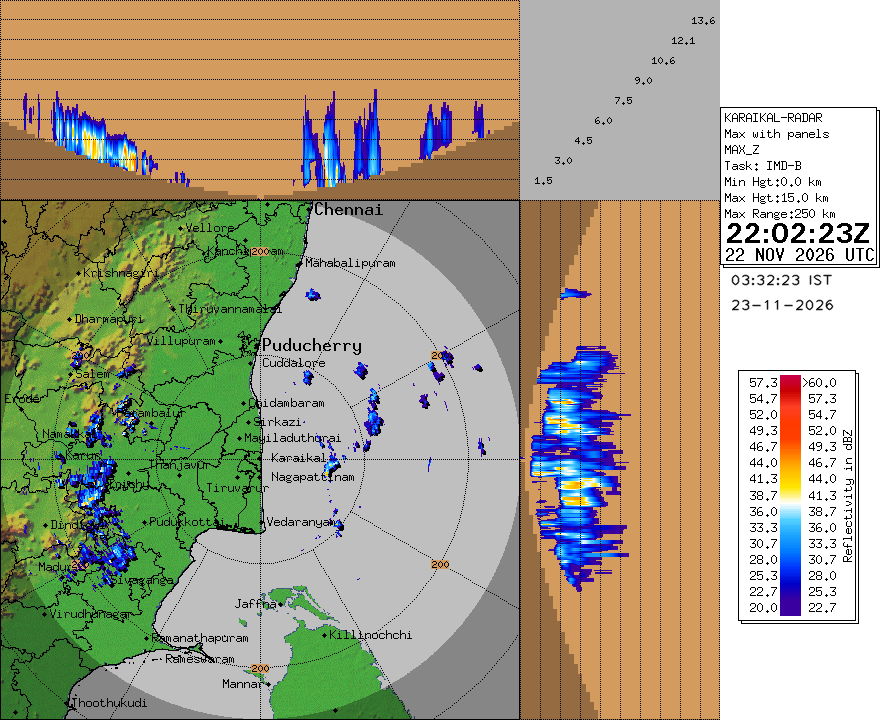 13.6
12.1
10.6
9.0
7.5
6.0
4.5
3.0
1.5
KARAIKAL-RADAR
Max with panels
MAX_Z
Task: IMD-B
Min Hgt:0.0 km
Max Hgt:15.0 km
Max Range:250 km
22:02:23Z
22 NOV 2026 UTC
03:32:23 IST
23-11-2026
Chennai
Vellore
200
Mahabalipuram
Krishnagiri
Thiruvannamalai
Dharmapuri
Villupuram
Puducherry
Cuddalore
Salem
Erode
Chidambaram
Perambalur
Sirkazi
Mayiladuthurai
Karur
Karaikal
Thanjavur
Nagapattinam
Tiruvarur
Pudukkottai
Vedaranyam
200
Sivaganga
Jaffna
Virudhunagar
Killinochchi
Ramanathapuram
Rameswaram
200
Mannar
Thoothukudi
57.3 >60.0
54.7 57.3
52.0 54.7
49.3 52.0
46.7 49.3
44.0 46.7
41.3 44.0
38.7 41.3
36.0 38.7
33.3 36.0
30.7 33.3
28.0 30.7
25.3 28.0
22.7 25.3
20.0 22.7
Reflectivity in dBZ